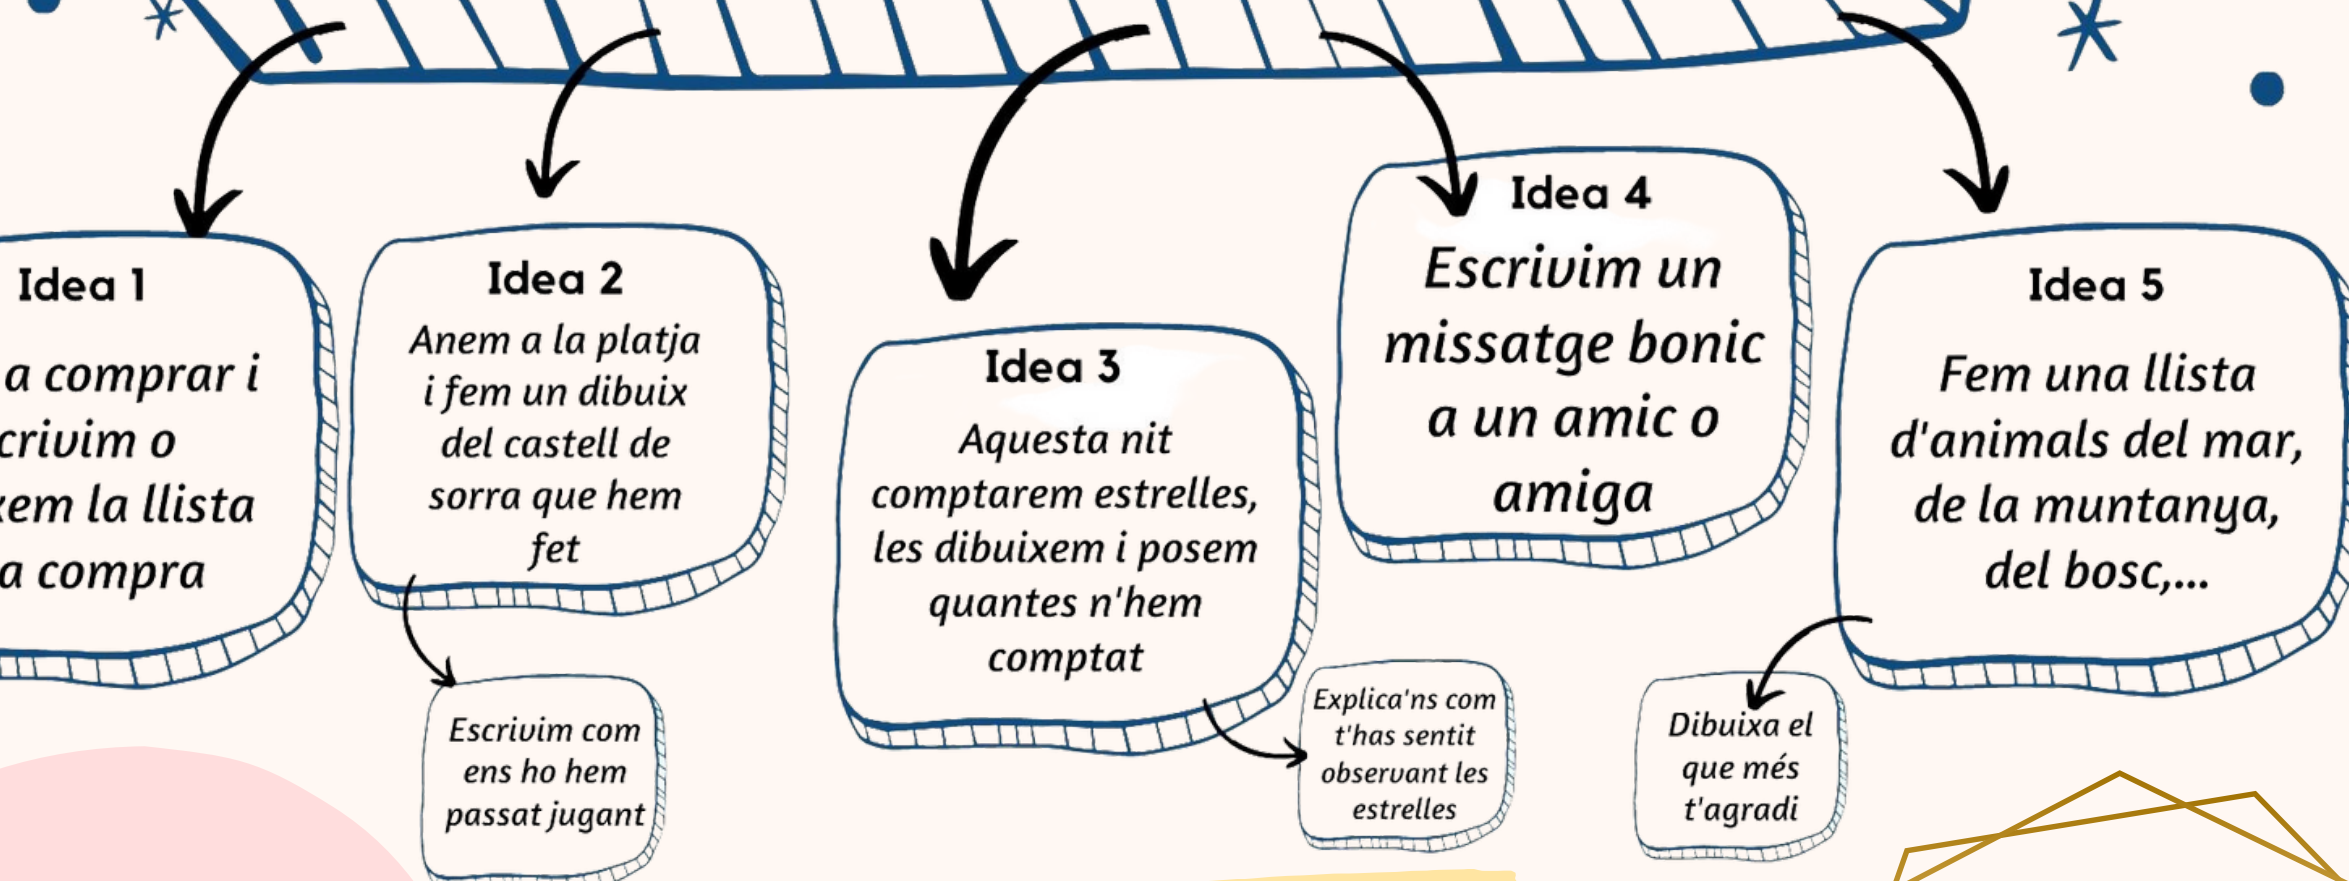 Idea 1
a comprar i
crivim o
xem la llista
a compra
Idea 2
Anem a la platja
i fem un dibuix
del castell de
sorra que hem
fet
Escrivim com
ens ho hem
passat jugant
Idea 3
Aquesta nit
comptarem estrelles,
les dibuixem i posem
quantes n'hem
comptat
Explica'ns com
t'has sentit
observant les
estrelles
Idea 4
Escrivim un
missatge bonic
a un amic o
amiga
Idea 5
Fem una llista
d'animals del mar,
de la muntanya,
del bosc,...
Dibuixa el
que més
t'agradi